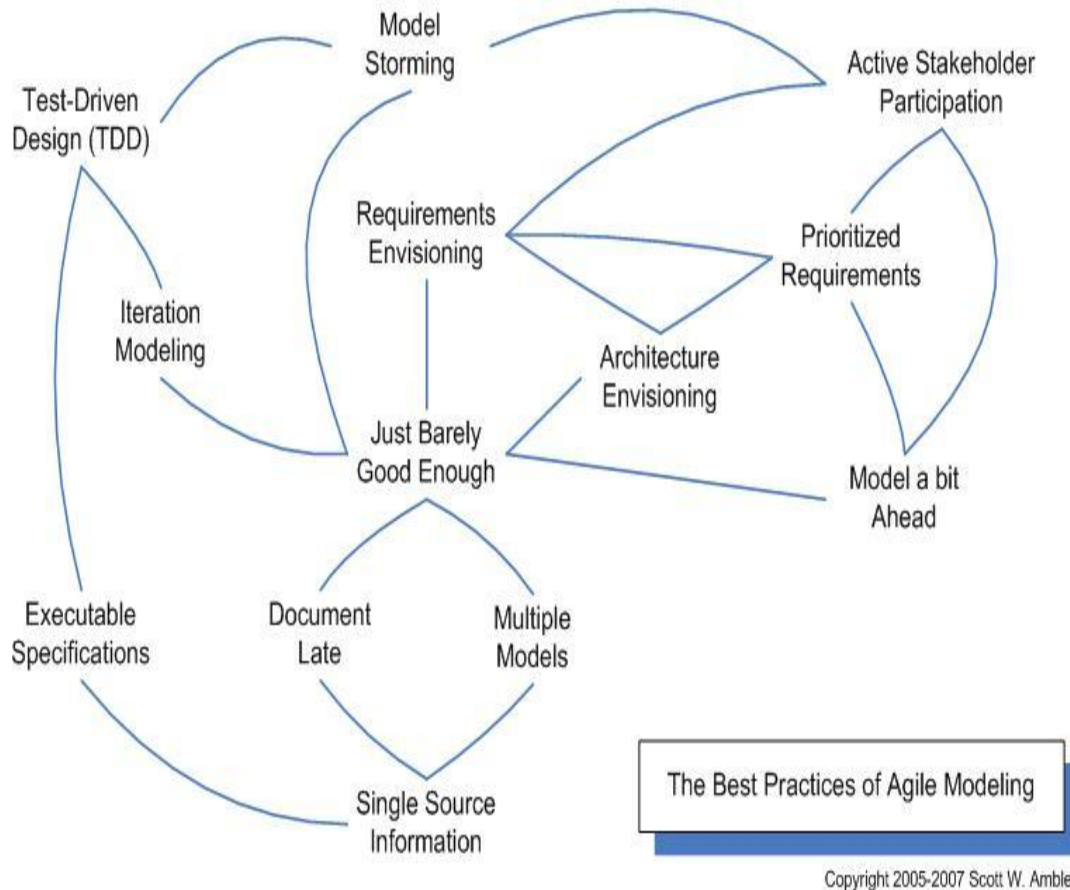 Model
Storming
Active Stakeholder
Participation
Test-Driven
Design (TDD)
Requirements
Envisioning
Prioritized
Requirements
Iteration
Modeling
Architecture
Envisioning
Just Barely
Good Enough
Model a bit
Ahead
Executable
Specifications
Document
Late
Multiple
Models
Single Source
Information
The Best Practices of Agile Modeling
Copyright 2005-2007 Scott W. Amble